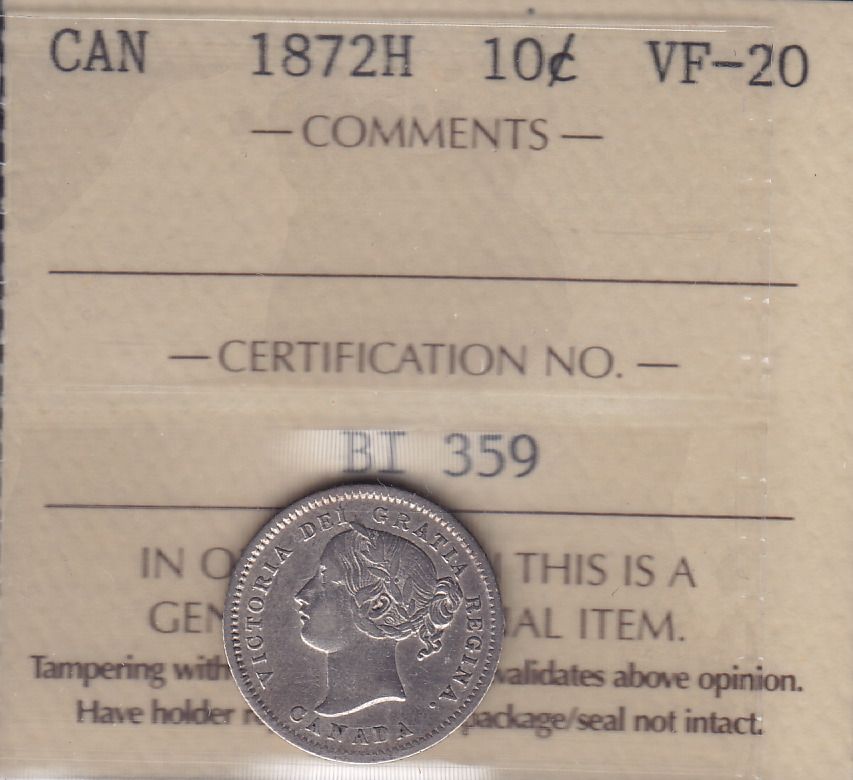 CAN 1872H 10¢ VF-20
— COMMENTS —
— CERTIFICATION NO. —
BI 359
IN O THIS IS A
GEN AL ITEM.
Tampering with validates above opinion.
Have holder package/seal not intact.
VICTORIA DEI GRATIA REGINA.
CANADA